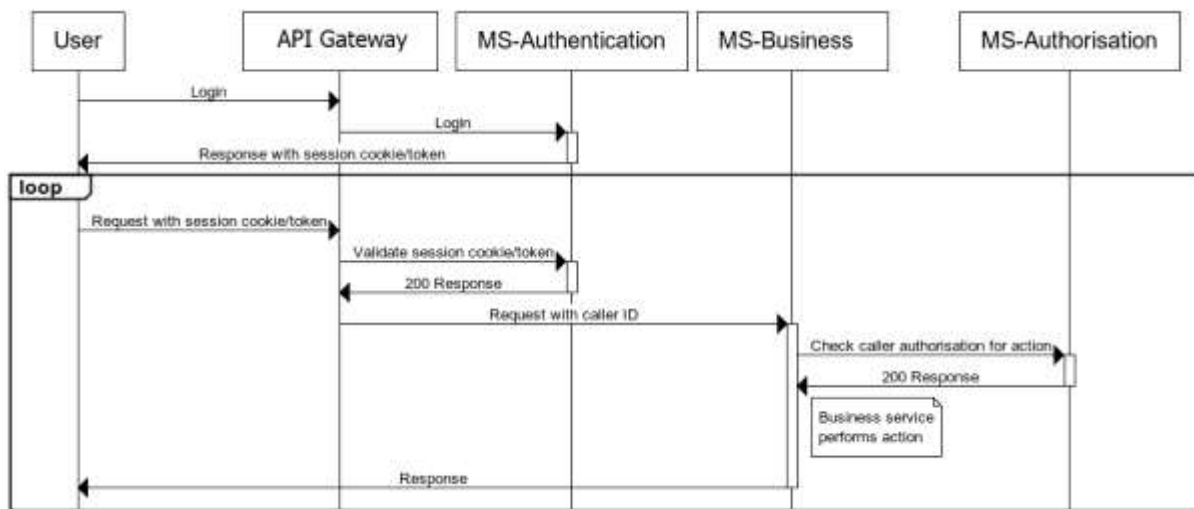 User
API Gateway
MS-Authentication
MS-Business
MS-Authorisation
Login
Login
Response with session cookie/token
loop
Request with session cookie/token
Validate session cookie/token
200 Response
Request with caller ID
Check caller authorisation for action
200 Response
Business service
performs action
Response